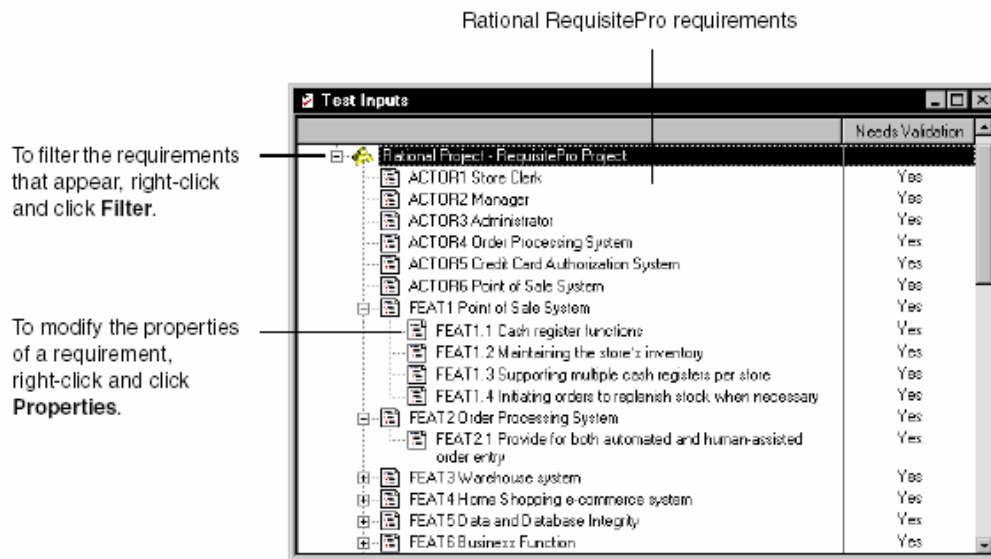 Rational RequisitePro requirements
Test Inputs
Needs Validation
To filter the requirements
that appear, right-click
and click Filter.
Rational Project - RequisitePro Project
ACTOR1 Store Clerk Yes
ACTOR2 Manager Yes
ACTOR3 Administrator Yes
ACTOR4 Order Processing System Yes
ACTOR5 Credit Card Authorization System Yes
ACTOR6 Point of Sale System Yes
FEAT1 Point of Sale System Yes
To modify the properties
of a requirement,
right-click and click
Properties.
FEAT1.1 Cash register functions Yes
FEAT1.2 Maintaining the store's inventory Yes
FEAT1.3 Supporting multiple cash registers per store Yes
FEAT1.4 Initiating orders to replenish stock when necessary Yes
FEAT2 Order Processing System Yes
FEAT2.1 Provide for both automated and human-assisted Yes
order entry
FEAT3 Warehouse system Yes
FEAT4 Home Shopping e-commerce system Yes
FEAT5 Data and Database Integrity Yes
FEAT6 Business Function Yes